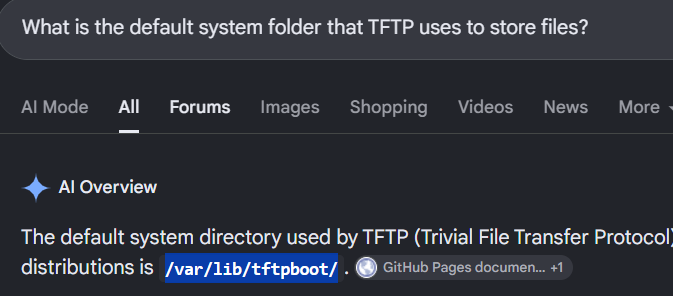 What is the default system folder that TFTP uses to store files?
AI Mode All Forums Images Shopping Videos News More
AI Overview
The default system directory used by TFTP (Trivial File Transfer Protocol)
distributions is /var/lib/tftpboot/ . GitHub Pages documen... +1